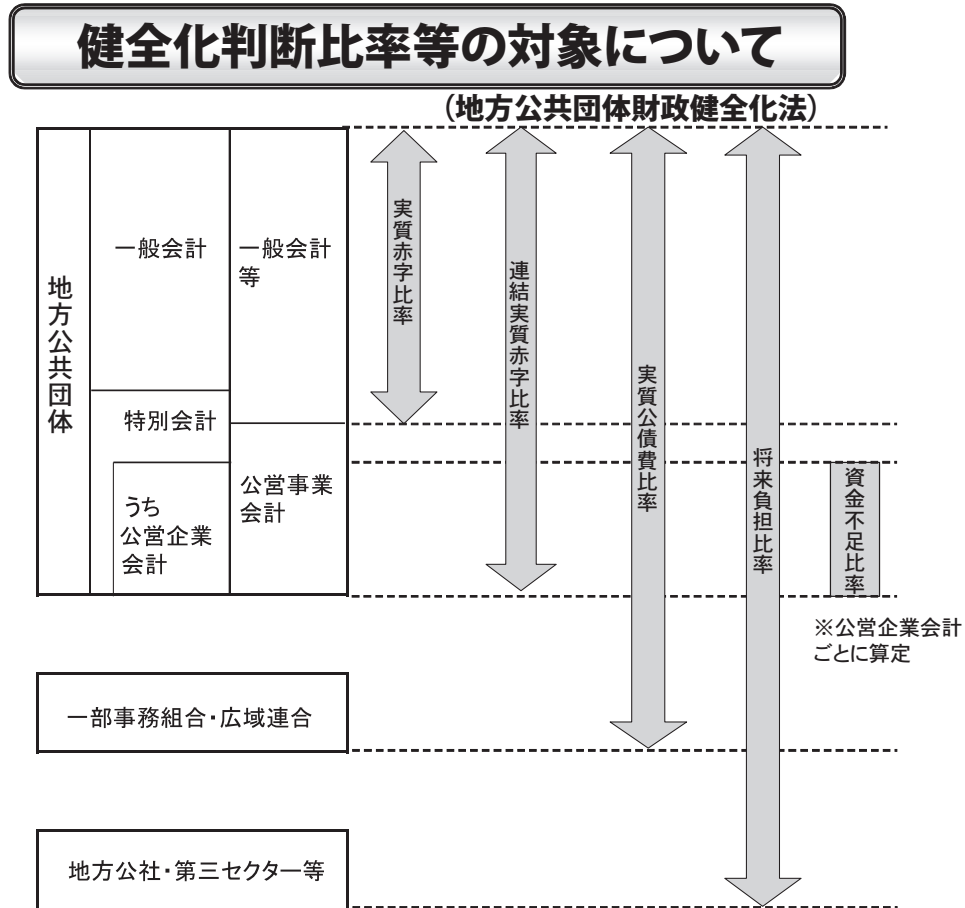 健全化判断比率等の対象について
（地方公共団体財政健全化法）
地方公共団体
一般会計
一般会計
等
特別会計
うち
公営企業
会計
公営事業
会計
実質赤字比率
連結実質赤字比率
実質公債費比率
将来負担比率
資金不足比率
※公営企業会計
ごとに算定
一部事務組合・広域連合
地方公社・第三セクター等